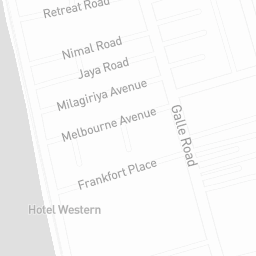 Retreat Road
Nimal Road
Jaya Road
Milagiriya Avenue
Melbourne Avenue
Galle Road
Frankfort Place
Hotel Western